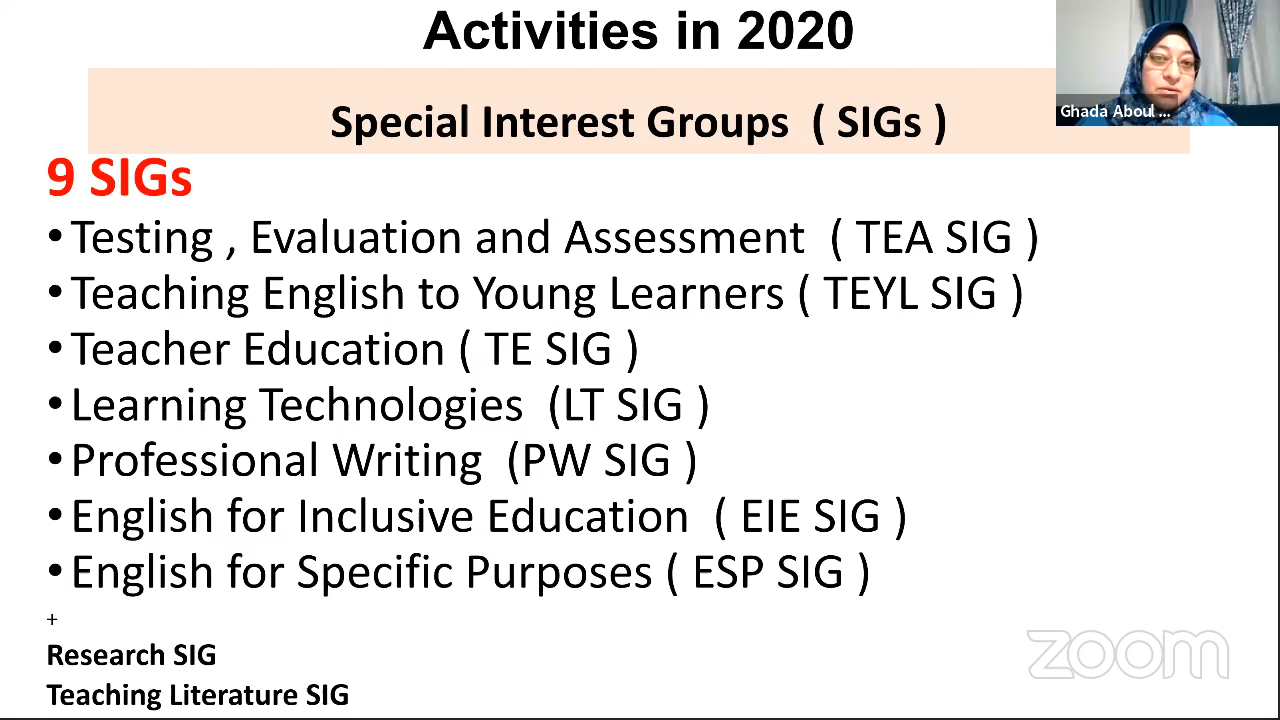 Activities in 2020
Special Interest Groups ( SIGs )
Ghada Aboul ...
9 SIGs
• Testing , Evaluation and Assessment ( TEA SIG )
• Teaching English to Young Learners ( TEYL SIG )
• Teacher Education ( TE SIG )
• Learning Technologies (LT SIG )
• Professional Writing (PW SIG )
• English for Inclusive Education ( EIE SIG )
• English for Specific Purposes ( ESP SIG )
+
Research SIG
Teaching Literature SIG
zoom